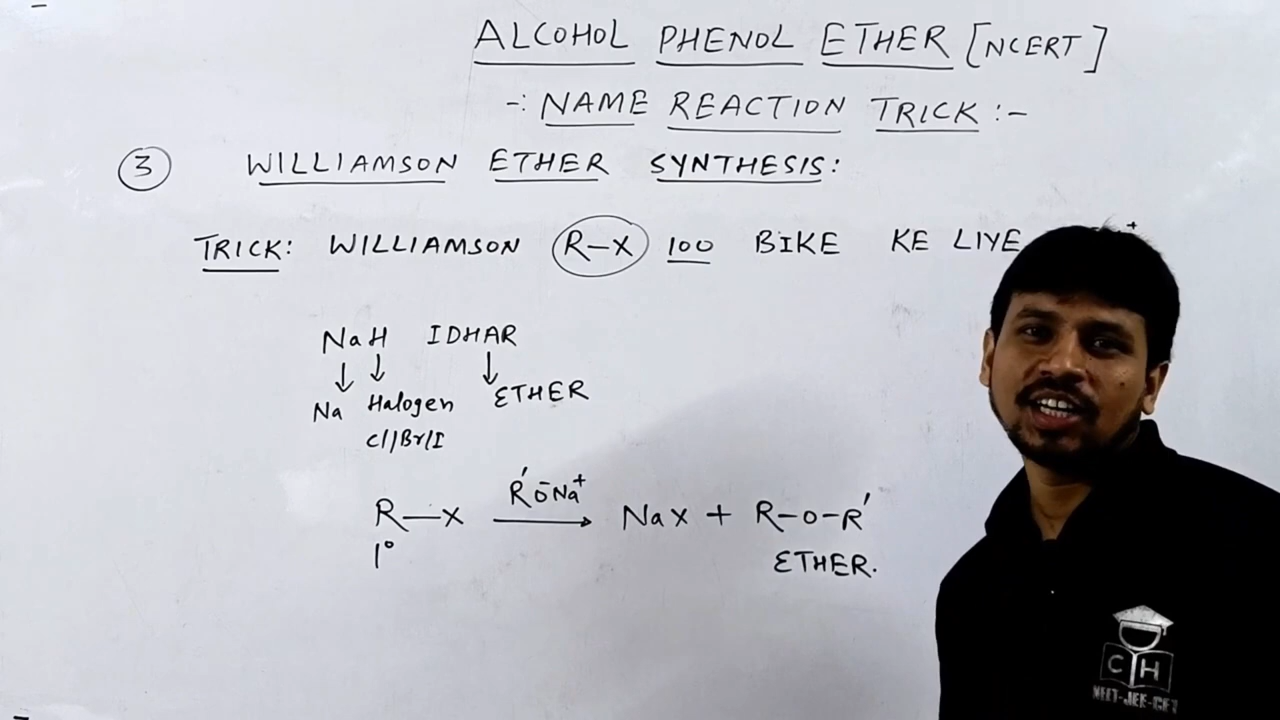 ALCOHOL PHENOL ETHER [NCERT]
-: NAME REACTION TRICK :-
3 WILLIAMSON ETHER SYNTHESIS:
TRICK: WILLIAMSON R-X 100 BIKE KE LIYE +
NaH IDHAR
↓ ↓ ↓
Na Halogen ETHER
Cl/Br/I
R—X R'O⁻Na⁺ → NaX + R-O-R'
1° ETHER.
C H
NEET-JEE-CET